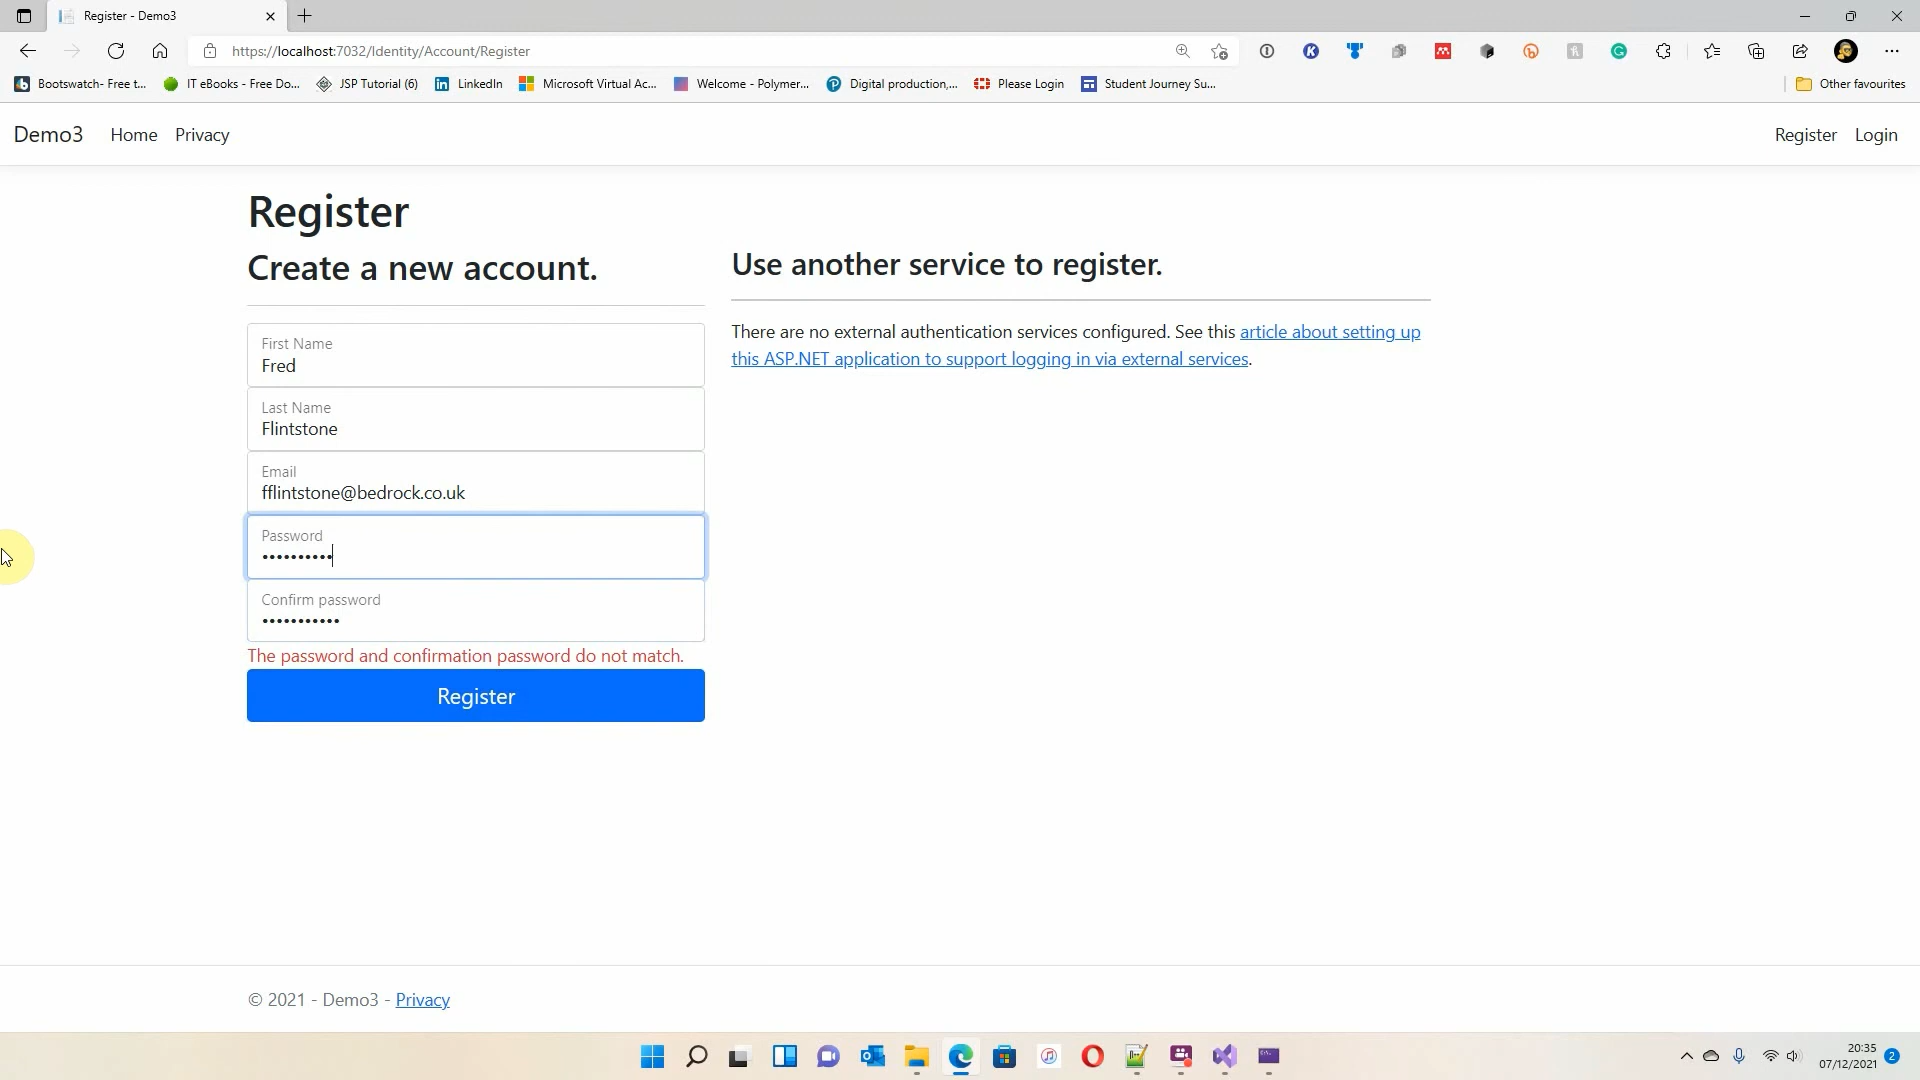 Register - Demo3
https://localhost:7032/Identity/Account/Register
Bootswatch- Free t...
IT eBooks - Free Do...
JSP Tutorial (6)
LinkedIn
Microsoft Virtual Ac...
Welcome - Polymer...
Digital production,...
Please Login
Student Journey Su...
Other favourites
Demo3
Home
Privacy
Register
Login
Register
Create a new account.
First Name
Fred
Last Name
Flintstone
Email
fflintstone@bedrock.co.uk
Password
••••••••••
Confirm password
•••••••••••
The password and confirmation password do not match.
Register
Use another service to register.
There are no external authentication services configured. See this article about setting up
this ASP.NET application to support logging in via external services.
© 2021 - Demo3 - Privacy
20:35
07/12/2021
2